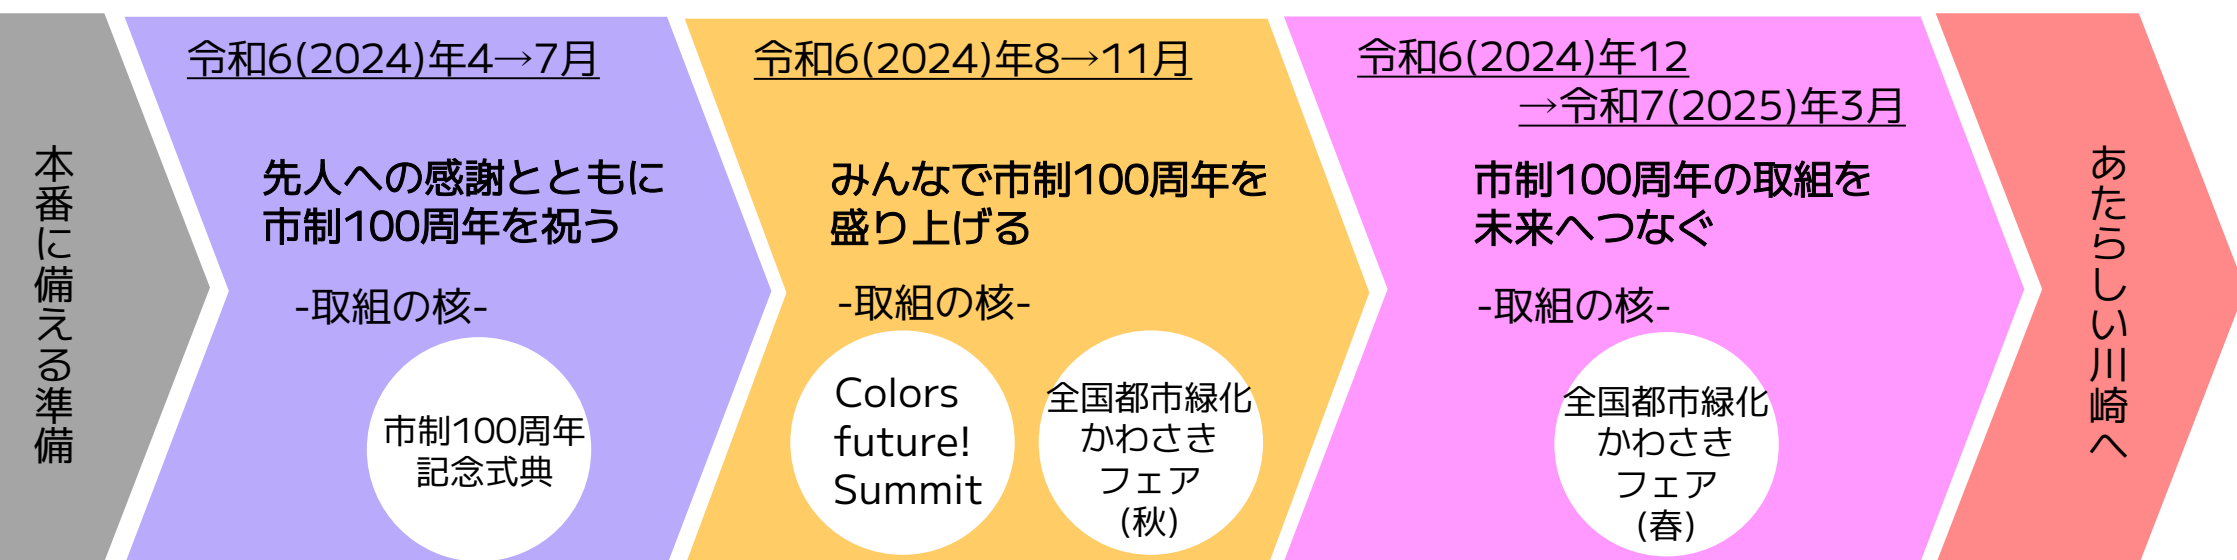 本番に備える準備
令和6(2024)年4→7月
先人への感謝とともに
市制100周年を祝う
-取組の核-
市制100周年
記念式典
令和6(2024)年8→11月
みんなで市制100周年を
盛り上げる
-取組の核-
Colors
future!
Summit
全国都市緑化
かわさき
フェア
(秋)
令和6(2024)年12
→令和7(2025)年3月
市制100周年の取組を
未来へつなぐ
-取組の核-
全国都市緑化
かわさき
フェア
(春)
あたらしい川崎へ